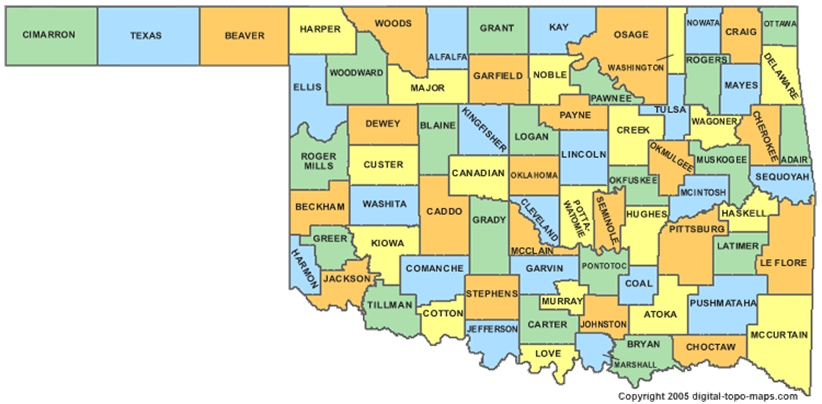 CIMARRON
TEXAS
BEAVER
HARPER
WOODS
ALFALFA
GRANT
KAY
OSAGE
WASHINGTON
NOWATA
CRAIG
OTTAWA
ELLIS
WOODWARD
MAJOR
GARFIELD
NOBLE
PAWNEE
ROGERS
MAYES
DELAWARE
DEWEY
BLAINE
KINGFISHER
LOGAN
PAYNE
CREEK
TULSA
WAGONER
CHEROKEE
ADAIR
ROGER
MILLS
CUSTER
CANADIAN
OKLAHOMA
LINCOLN
OKFUSKEE
OKMULGEE
MUSKOGEE
MCINTOSH
SEQUOYAH
BECKHAM
WASHITA
CADDO
GRADY
CLEVELAND
MCCLAIN
POTTA-
WATOMIE
SEMINOLE
HUGHES
PITTSBURG
HASKELL
LATIMER
LE FLORE
HARMON
GREER
KIOWA
JACKSON
COMANCHE
GARVIN
PONTOTOC
COAL
PUSHMATAHA
TILLMAN
COTTON
STEPHENS
JEFFERSON
MURRAY
CARTER
JOHNSTON
ATOKA
LOVE
MARSHALL
BRYAN
CHOCTAW
MCCURTAIN
Copyright 2005 digital-topo-maps.com